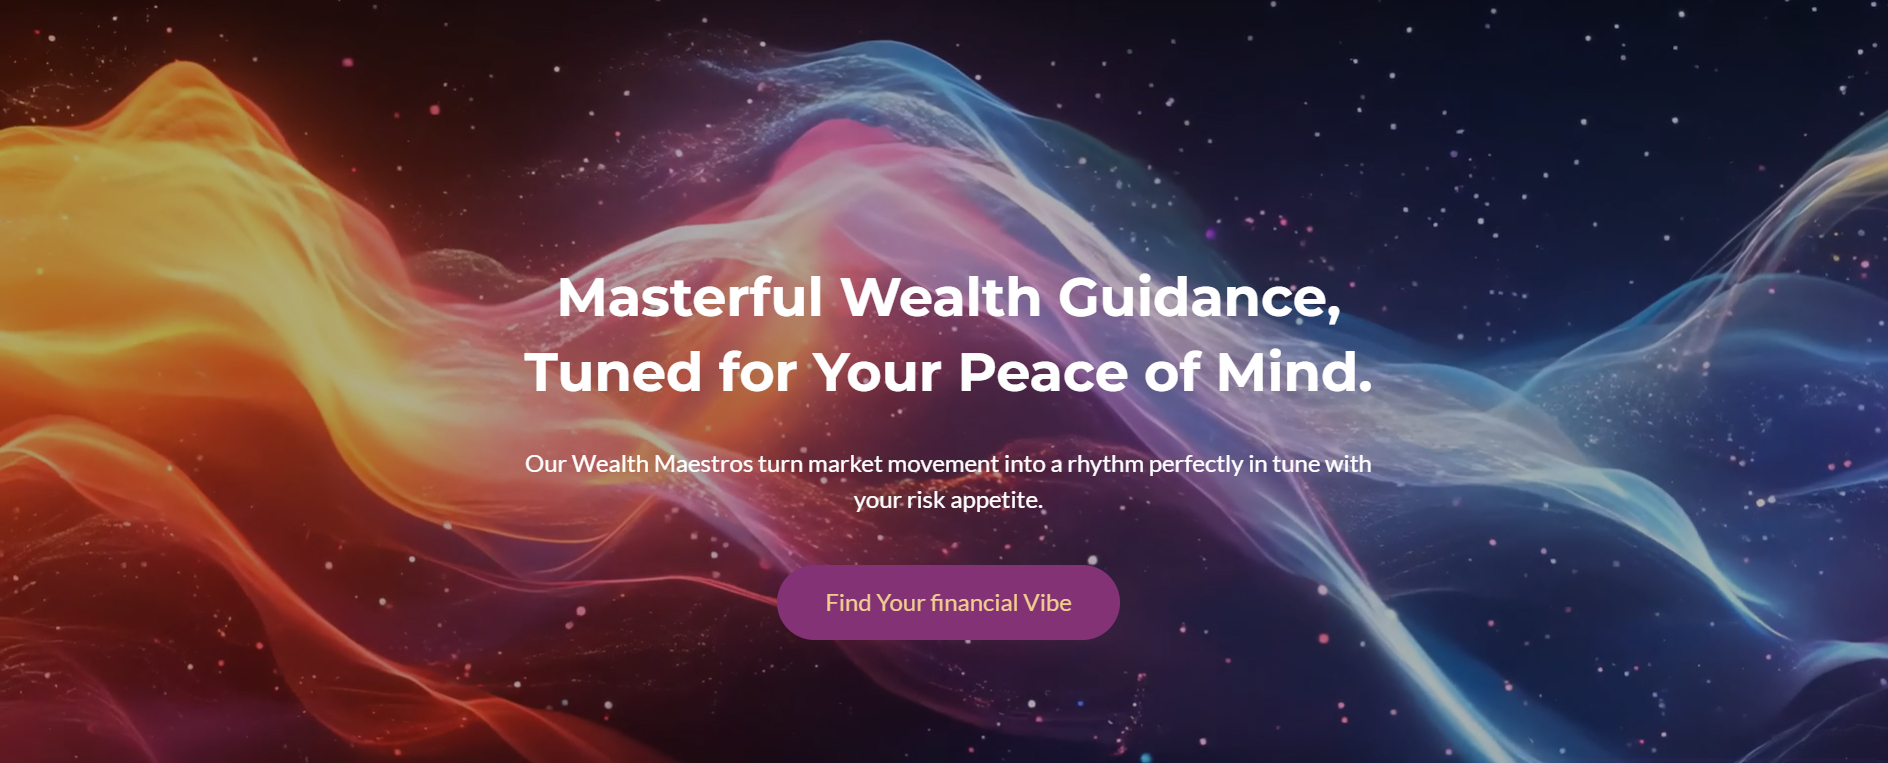 Masterful Wealth Guidance,
Tuned for Your Peace of Mind.
Our Wealth Maestros turn market movement into a rhythm perfectly in tune with
your risk appetite.
Find Your financial Vibe